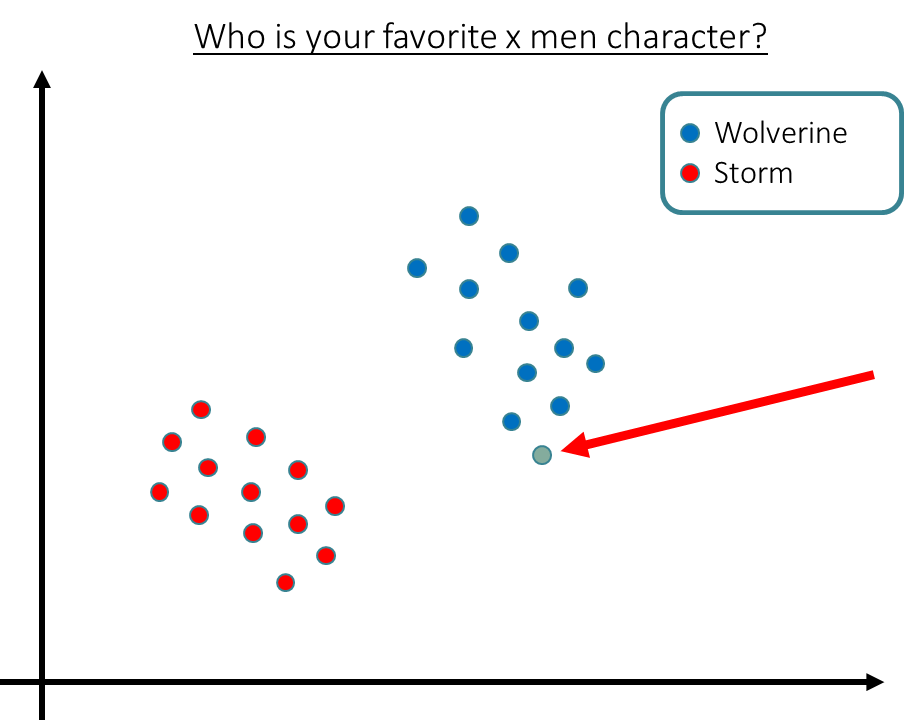 Who is your favorite x men character?
Wolverine
Storm